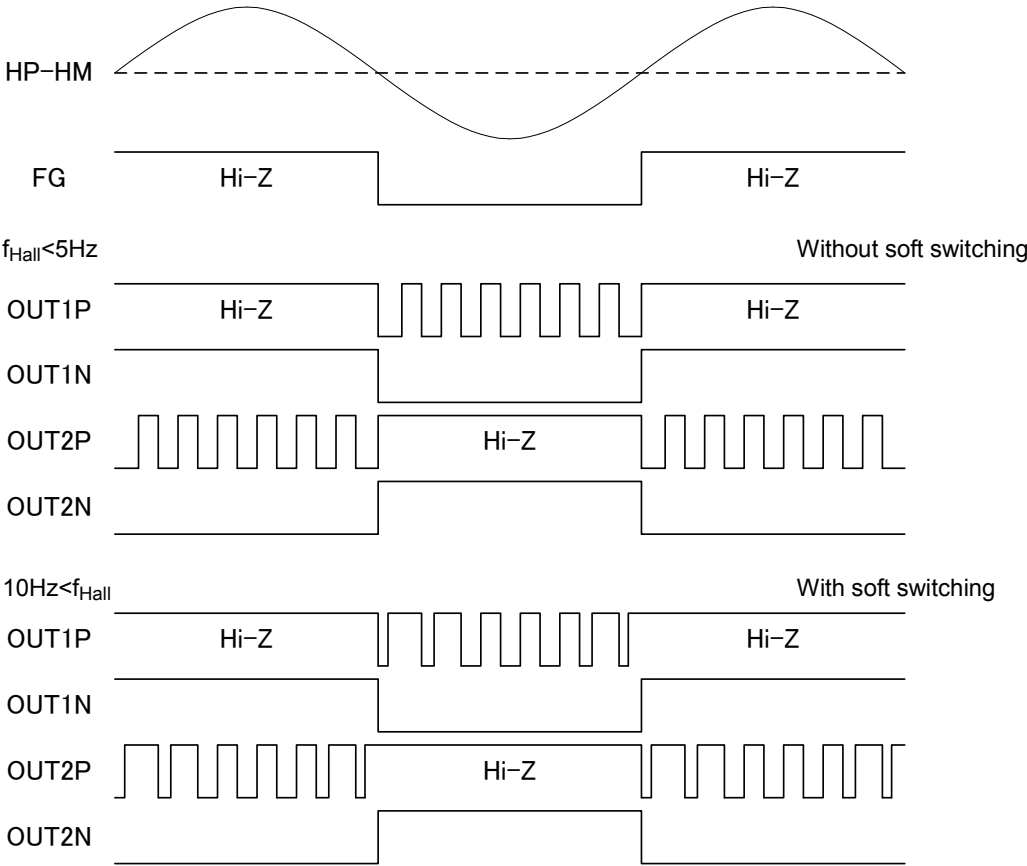 HP-HM
FG Hi-Z Hi-Z
fHall<5Hz Without soft switching
OUT1P Hi-Z Hi-Z
OUT1N
OUT2P Hi-Z
OUT2N
10Hz<fHall With soft switching
OUT1P Hi-Z Hi-Z
OUT1N
OUT2P Hi-Z
OUT2N